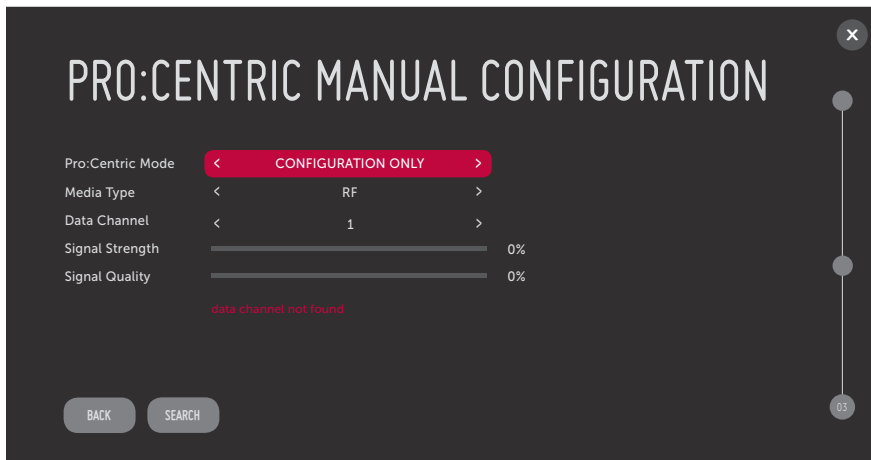 X
PRO:CENTRIC MANUAL CONFIGURATION
Pro:Centric Mode < CONFIGURATION ONLY >
Media Type < RF >
Data Channel < 1 >
Signal Strength 0%
Signal Quality 0%
data channel not found
BACK SEARCH
03